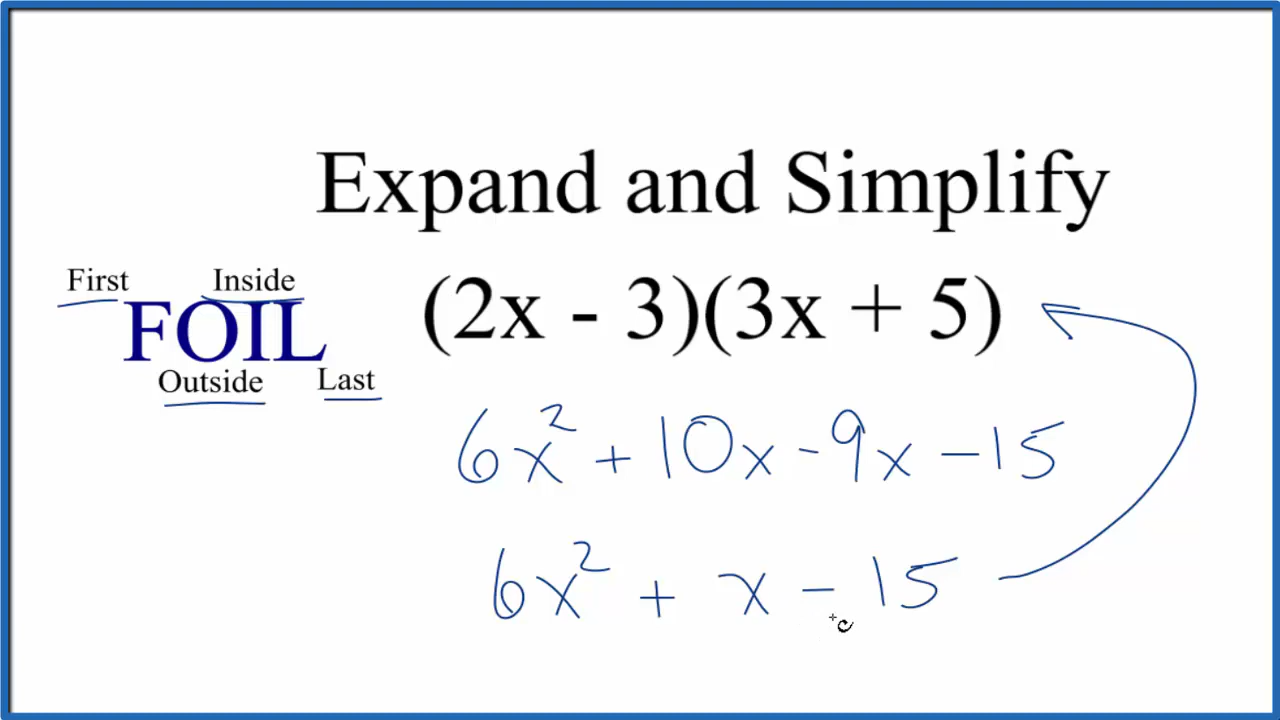 Expand and Simplify
First Inside
FOIL
Outside Last
(2x - 3)(3x + 5)
6x² + 10x - 9x - 15
6x² + x - 15